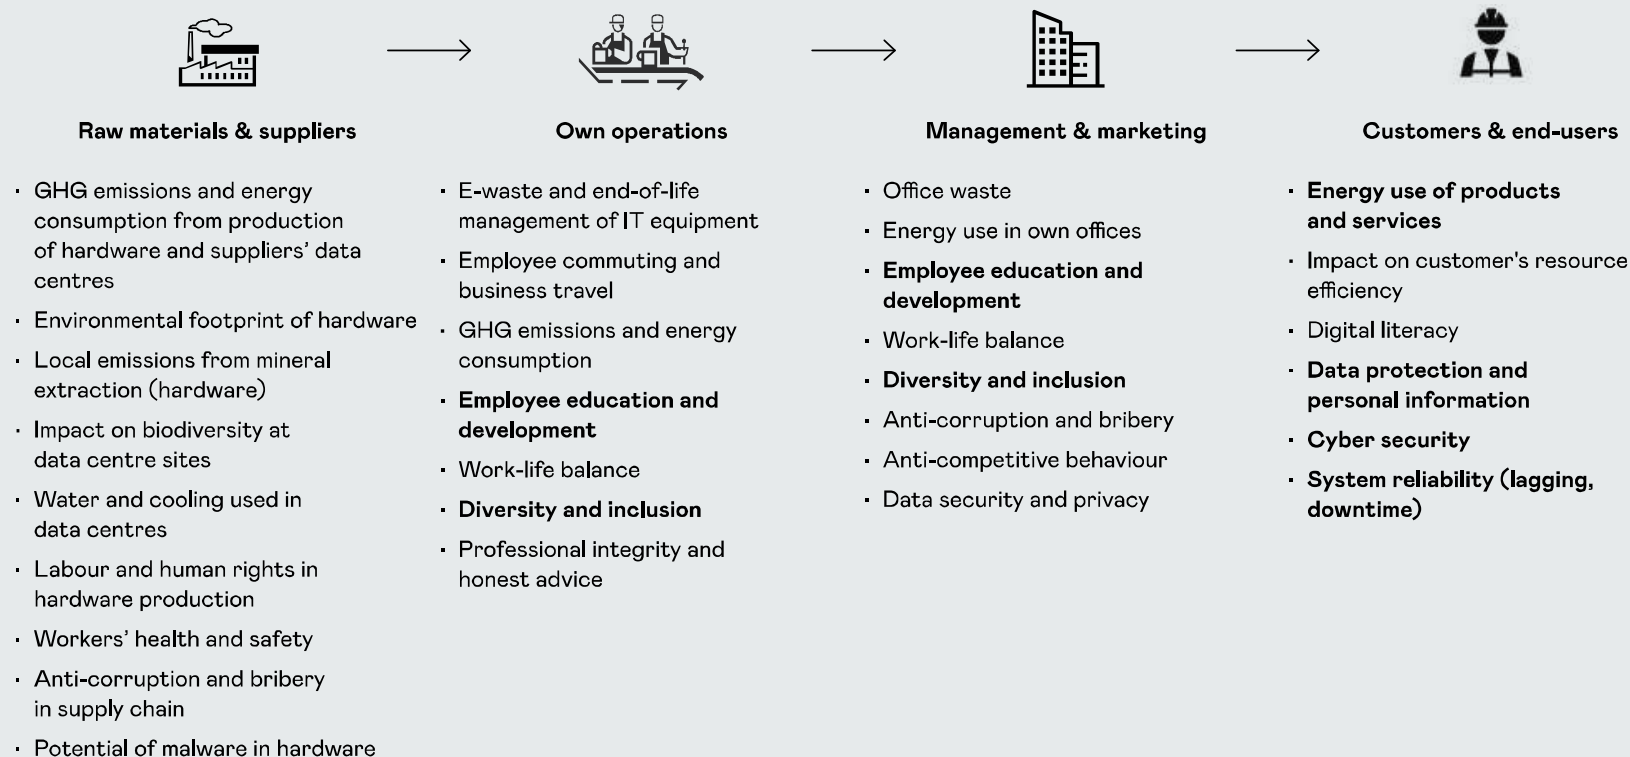 Raw materials & suppliers
· GHG emissions and energy
consumption from production
of hardware and suppliers’ data
centres
· Environmental footprint of hardware
· Local emissions from mineral
extraction (hardware)
· Impact on biodiversity at
data centre sites
· Water and cooling used in
data centres
· Labour and human rights in
hardware production
· Workers’ health and safety
· Anti-corruption and bribery
in supply chain
· Potential of malware in hardware
Own operations
· E-waste and end-of-life
management of IT equipment
· Employee commuting and
business travel
· GHG emissions and energy
consumption
· Employee education and
development
· Work-life balance
· Diversity and inclusion
· Professional integrity and
honest advice
Management & marketing
· Office waste
· Energy use in own offices
· Employee education and
development
· Work-life balance
· Diversity and inclusion
· Anti-corruption and bribery
· Anti-competitive behaviour
· Data security and privacy
Customers & end-users
· Energy use of products
and services
· Impact on customer's resource
efficiency
· Digital literacy
· Data protection and
personal information
· Cyber security
· System reliability (lagging,
downtime)